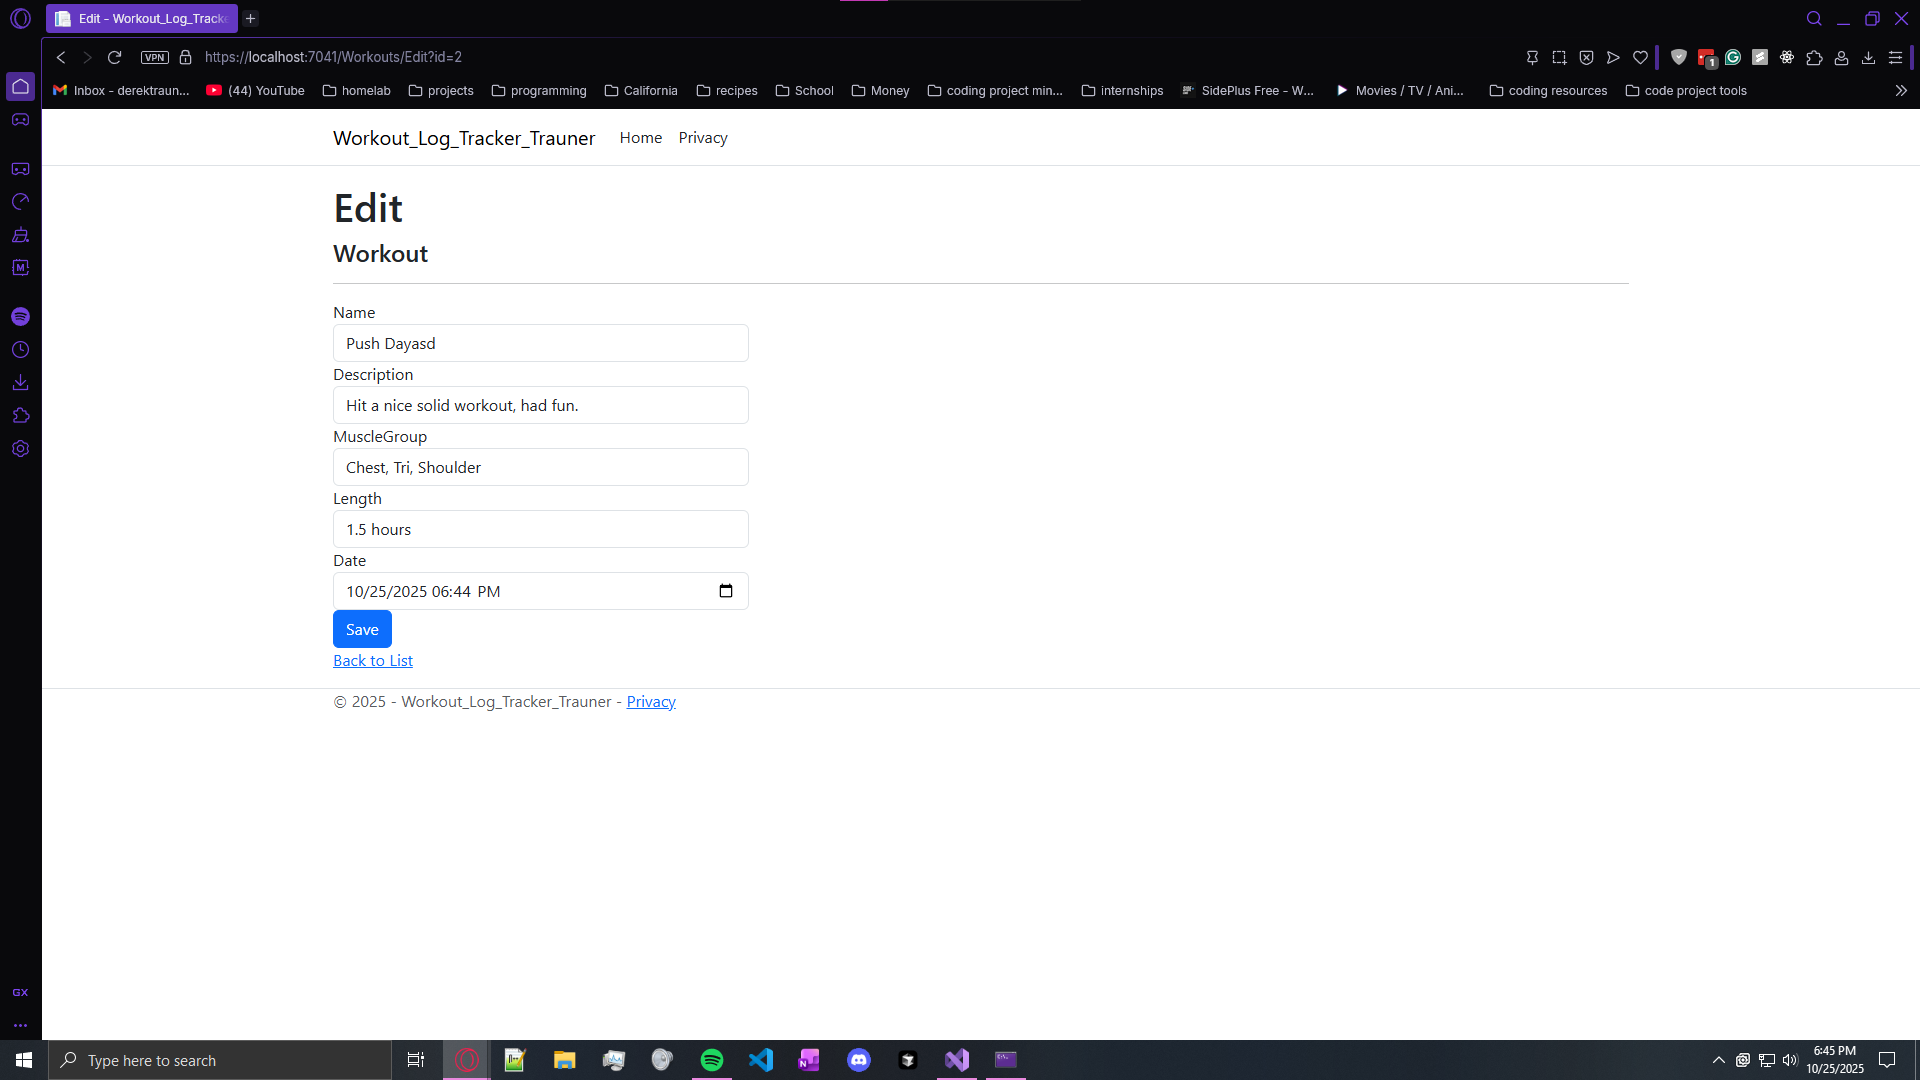 Edit - Workout_Log_Tracke
VPN https://localhost:7041/Workouts/Edit?id=2 1
Inbox - derektraun... (44) YouTube homelab projects programming California recipes School Money coding project min... internships SidePlus Free - W... Movies / TV / Ani... coding resources code project tools
Workout_Log_Tracker_Trauner Home Privacy
Edit
Workout
Name
Push Dayasd
Description
Hit a nice solid workout, had fun.
MuscleGroup
Chest, Tri, Shoulder
Length
1.5 hours
Date
10/25/2025 06:44 PM
Save
Back to List
© 2025 - Workout_Log_Tracker_Trauner - Privacy
GX
Type here to search
6:45 PM
10/25/2025